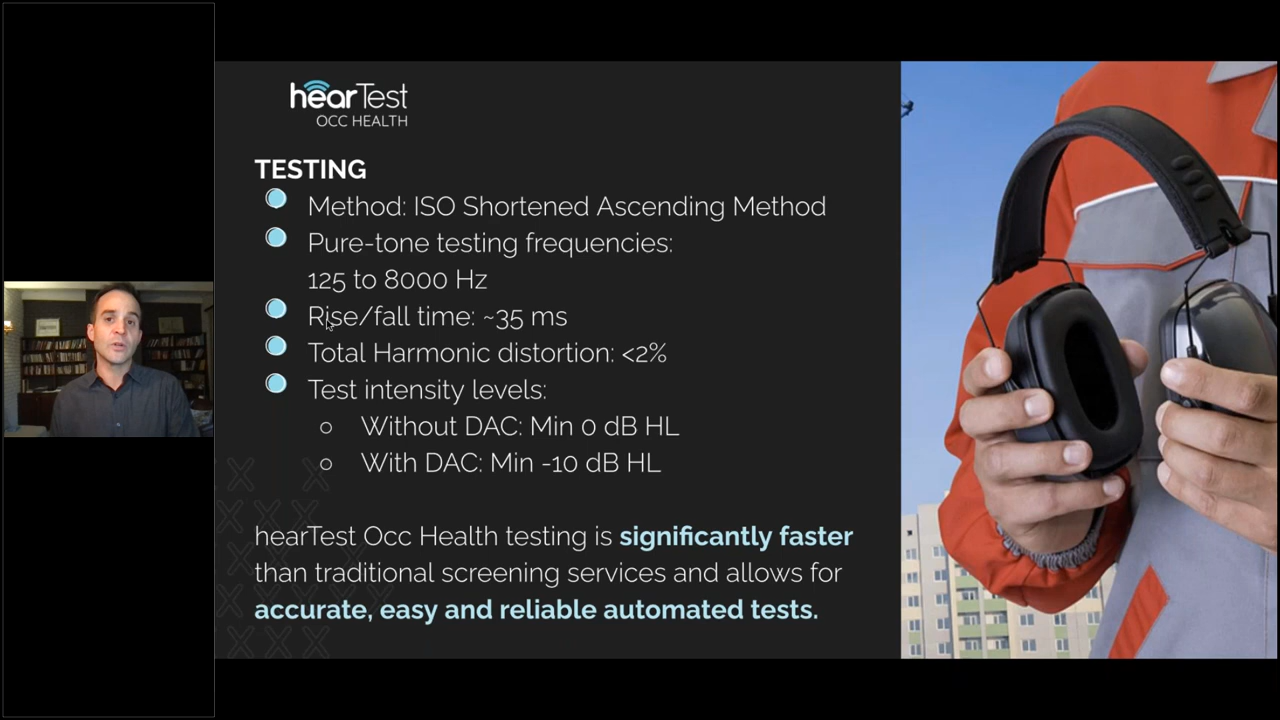 hearTest
OCC HEALTH
TESTING
Method: ISO Shortened Ascending Method
Pure-tone testing frequencies:
125 to 8000 Hz
Rise/fall time: ~35 ms
Total Harmonic distortion: <2%
Test intensity levels:
Without DAC: Min 0 dB HL
With DAC: Min -10 dB HL
hearTest Occ Health testing is significantly faster
than traditional screening services and allows for
accurate, easy and reliable automated tests.